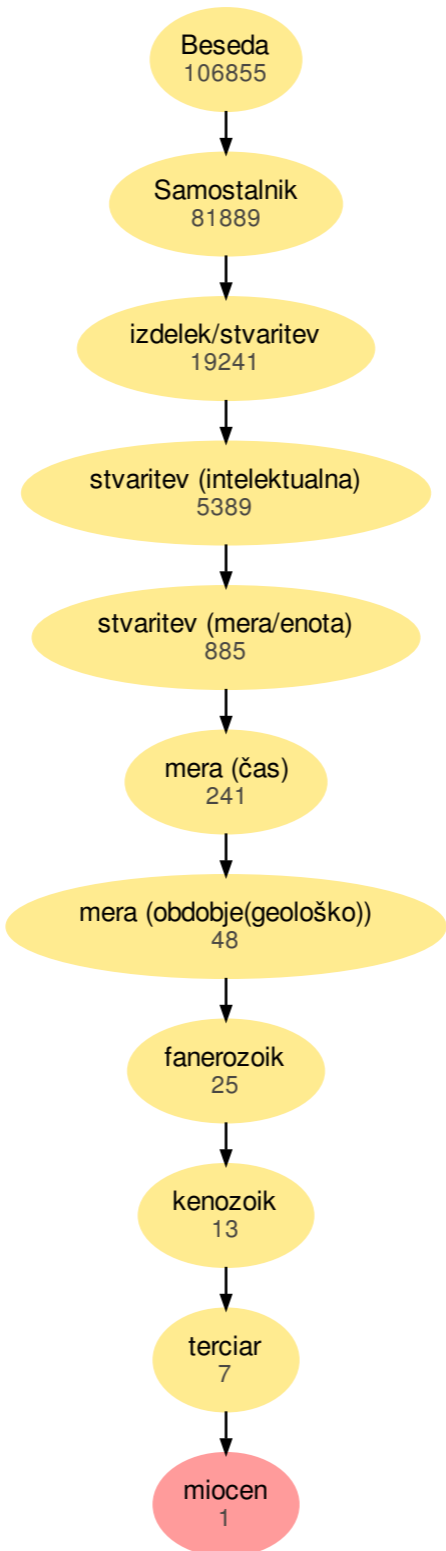 Beseda
106855
Samostalnik
81889
izdelek/stvaritev
19241
stvaritev (intelektualna)
5389
stvaritev (mera/enota)
885
mera (čas)
241
mera (obdobje(geološko))
48
fanerozoik
25
kenozoik
13
terciar
7
miocen
1